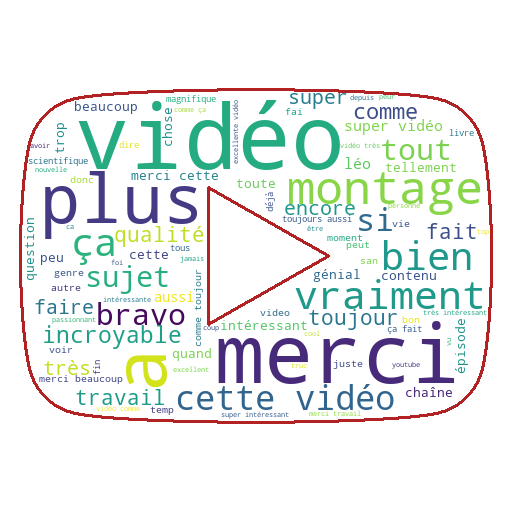 magnifique
super
depuis
peur
beaucoup
comme ça
chose
excellente vidéo
vidéo
fai
comme
super vidéo
livre
trop
avoir
dire
vidéo très
tout
scientifique
nouvelle
merci cette
léo
tellement
donc
plus
toute
déjà
montage
personne
encore
toujours aussi
si
vie
fait
top
question
ça
qualité
être
moment
peut
bien
peu
cette
tous
jamais
foi
san
genre
sujet
génial
contenu
autre
intéressante
aussi
comme toujour
vraiment
faire
bravo
video
très intéressant
passionnant
coup
intéressant
toujour
bon
ça fait
incroyable
cool
vu
épisode
voir
fin
a
quand
merci
truc
juste
youtube
très
excellent
merci beaucoup
chaîne
travail
cette vidéo
vidéo comme
temp
super intéressant
merci travail